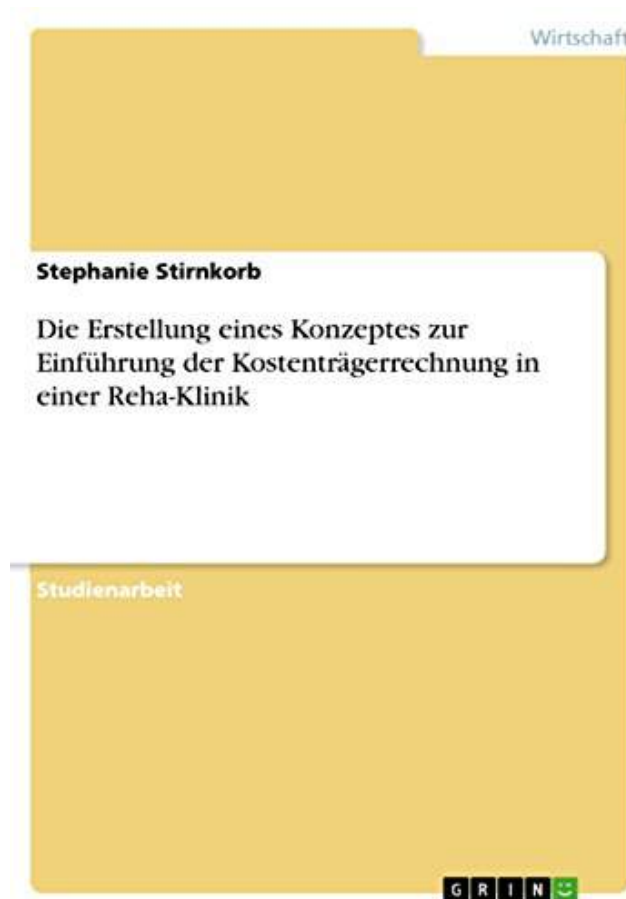 Wirtschaft
Stephanie Stirnkorb
Die Erstellung eines Konzeptes zur
Einführung der Kostenträgerrechnung in
einer Reha-Klinik
Studienarbeit
GRIN